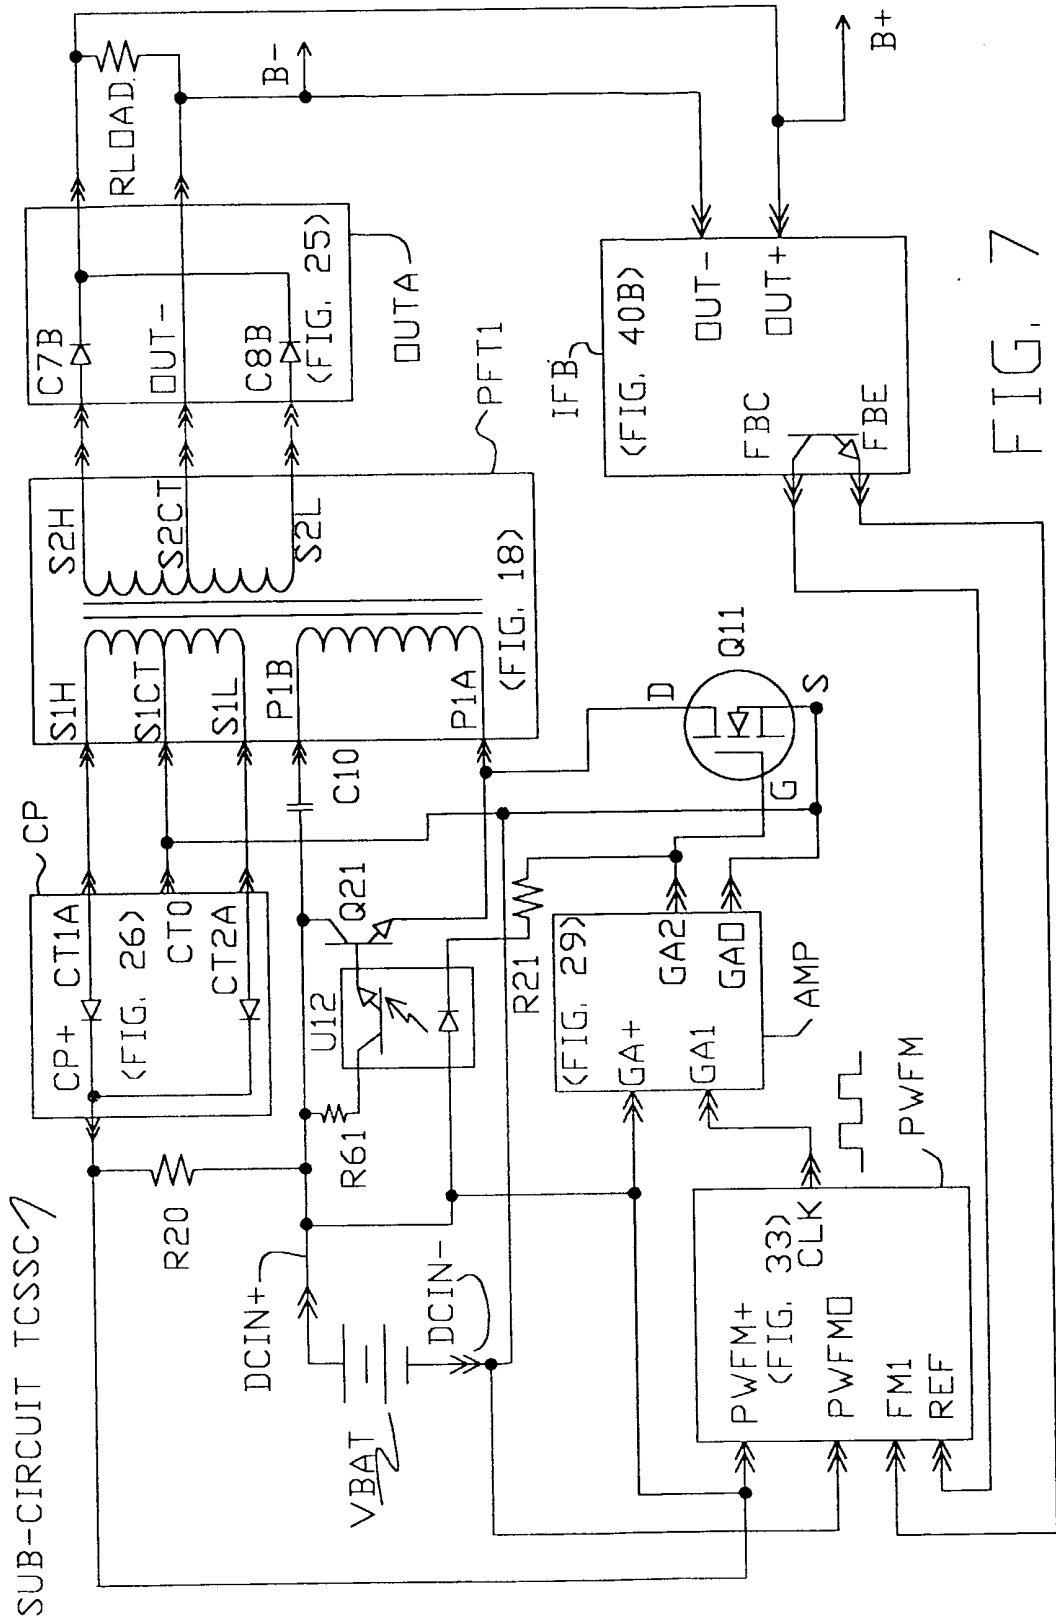 SUB-CIRCUIT TCSSC
CP
CP+
CT1A
(FIG. 26)
CT0
CT2A
R20
S1H
S1CT
S1L
P1B
P1A
S2H
S2CT
S2L
(FIG. 18)
PFT1
C7B
OUT-
C8B
(FIG. 25)
OUTA
RLOAD
B-
B+
DCIN+
VBAT
DCIN-
R61
U12
Q21
C10
R21
(FIG. 29)
GA+
GA2
GA1
GA0
AMP
D
Q11
G
S
PWFM+
(FIG. 33)
CLK
PWFM0
FM1
REF
PWFM
IFB
(FIG. 40B)
OUT-
OUT+
FBC
FBE
FIG. 7